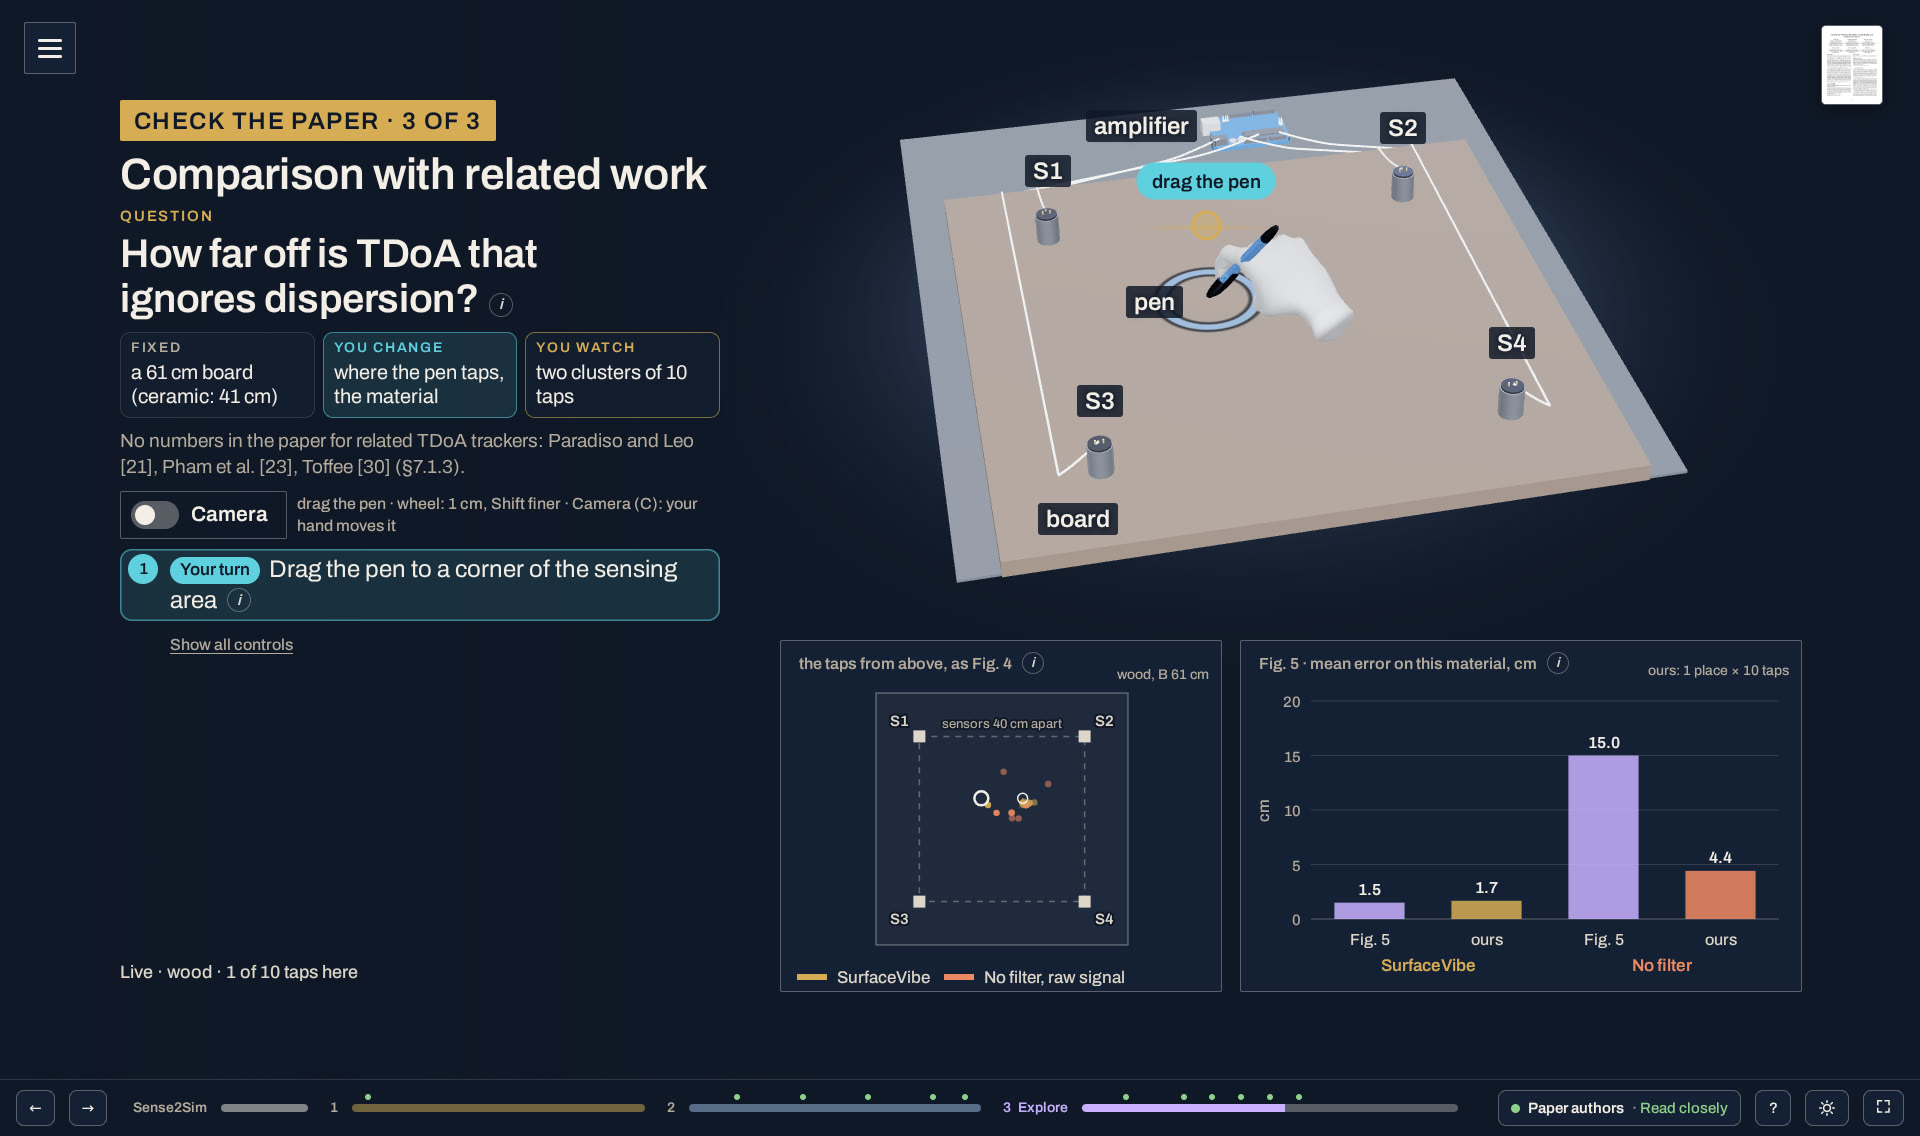 CHECK THE PAPER · 3 OF 3
Comparison with related work
QUESTION
How far off is TDoA that
ignores dispersion? i
FIXED
a 61 cm board
(ceramic: 41 cm)
YOU CHANGE
where the pen taps,
the material
YOU WATCH
two clusters of 10
taps
No numbers in the paper for related TDoA trackers: Paradiso and Leo
[21], Pham et al. [23], Toffee [30] (§7.1.3).
Camera
drag the pen · wheel: 1 cm, Shift finer · Camera (C): your
hand moves it
1 Your turn Drag the pen to a corner of the sensing
area i
Show all controls
Live · wood · 1 of 10 taps here
amplifier
S2
S1
drag the pen
pen
S4
S3
board
the taps from above, as Fig. 4 i
wood, B 61 cm
S1
sensors 40 cm apart
S2
S3
S4
SurfaceVibe
No filter, raw signal
Fig. 5 · mean error on this material, cm i
ours: 1 place × 10 taps
20
15
10
5
0
cm
1.5
1.7
15.0
4.4
Fig. 5
ours
Fig. 5
ours
SurfaceVibe
No filter
← → Sense2Sim 1 2 3 Explore
Paper authors · Read closely ?